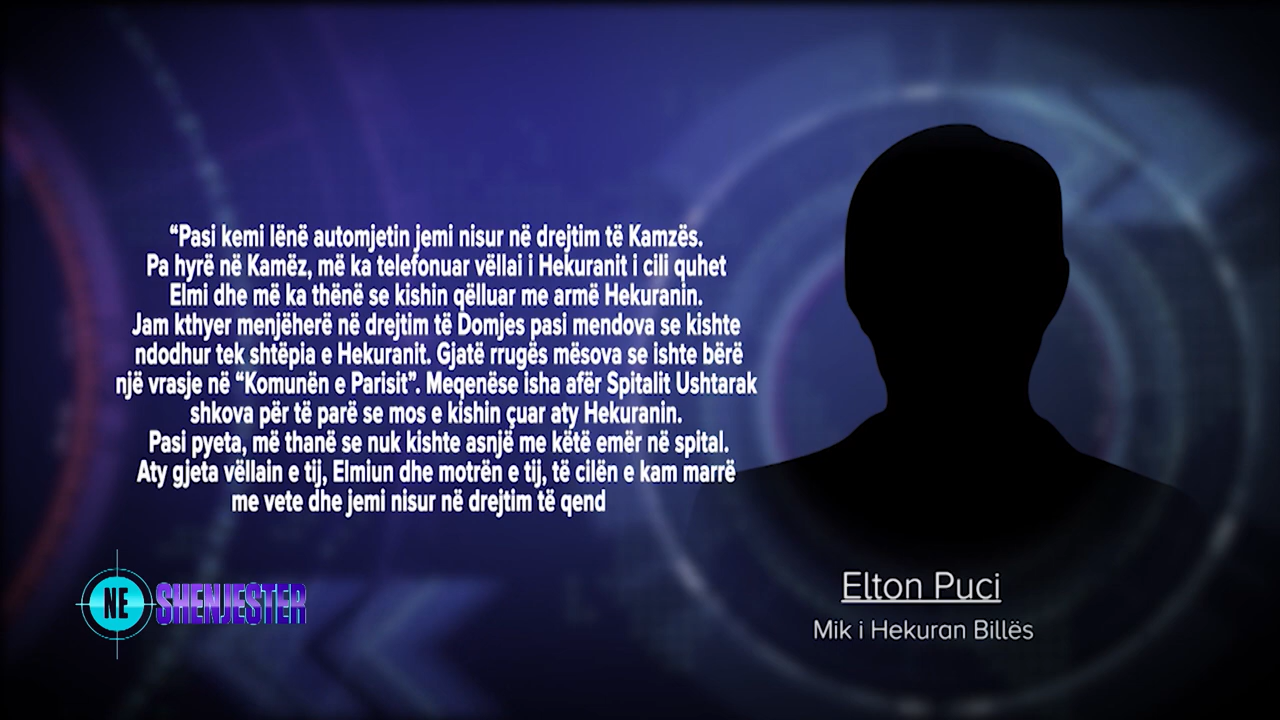 “Pasi kemi lënë automjetin jemi nisur në drejtim të Kamzës.
Pa hyrë në Kamëz, më ka telefonuar vëllai i Hekuranit i cili quhet
Elmi dhe më ka thënë se kishin qëlluar me armë Hekuranin.
Jam kthyer menjëherë në drejtim të Domjes pasi mendova se kishte
ndodhur tek shtëpia e Hekuranit. Gjatë rrugës mësova se ishte bërë
një vrasje në “Komunën e Parisit”. Meqenëse isha afër Spitalit Ushtarak
shkova për të parë se mos e kishin çuar aty Hekuranin.
Pasi pyeta, më thanë se nuk kishte asnjë me këtë emër në spital.
Aty gjeta vëllain e tij, Elmiun dhe motrën e tij, të cilën e kam marrë
me vete dhe jemi nisur në drejtim të qend
NE SHENJESTER
Elton Puci
Mik i Hekuran Billës